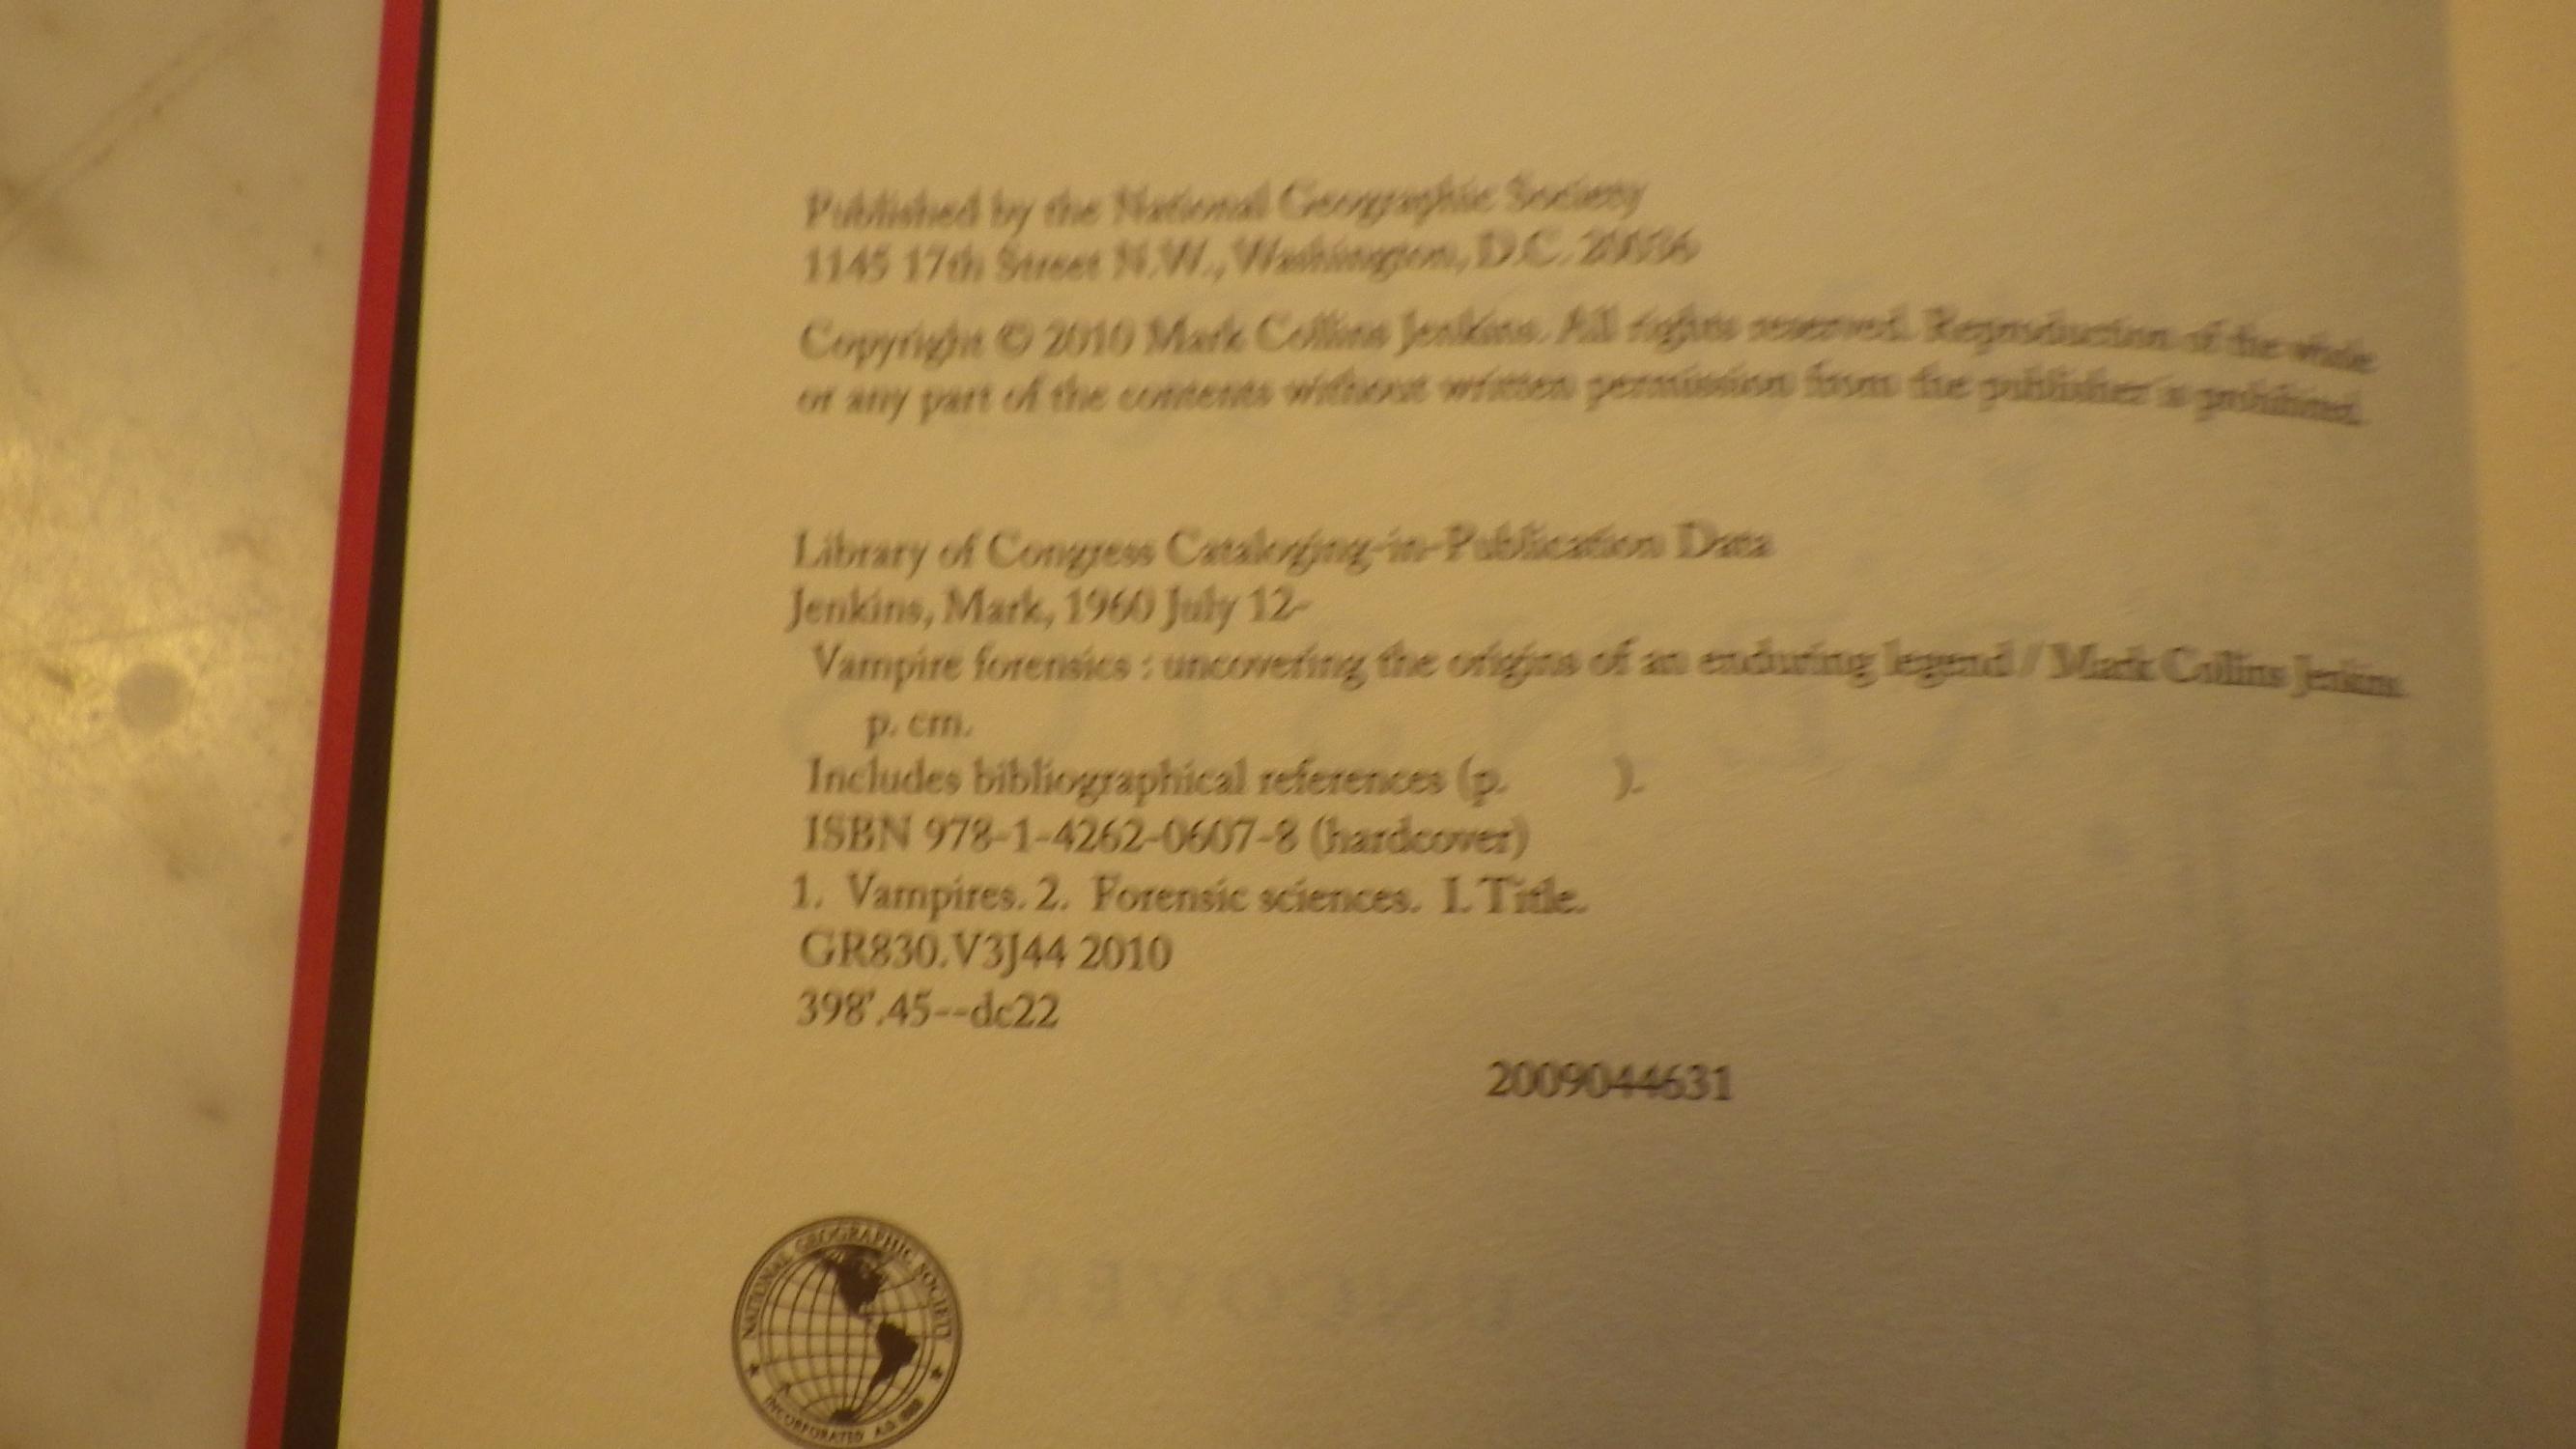 Published by the National Geographic Society
1145 17th Street N.W., Washington, D.C. 20036
Copyright © 2010 Mark Collins Jenkins. All rights reserved. Reproduction of the whole
or any part of the contents without written permission from the publisher is prohibited.
Library of Congress Cataloging-in-Publication Data
Jenkins, Mark, 1960 July 12-
Vampire forensics : uncovering the origins of an enduring legend / Mark Collins Jenkins.
p. cm.
Includes bibliographical references (p. ).
ISBN 978-1-4262-0607-8 (hardcover)
1. Vampires. 2. Forensic sciences. I. Title.
GR830.V3J44 2010
398'.45--dc22
2009044631
NATIONAL GEOGRAPHIC SOCIETY
INCORPORATED A.D.